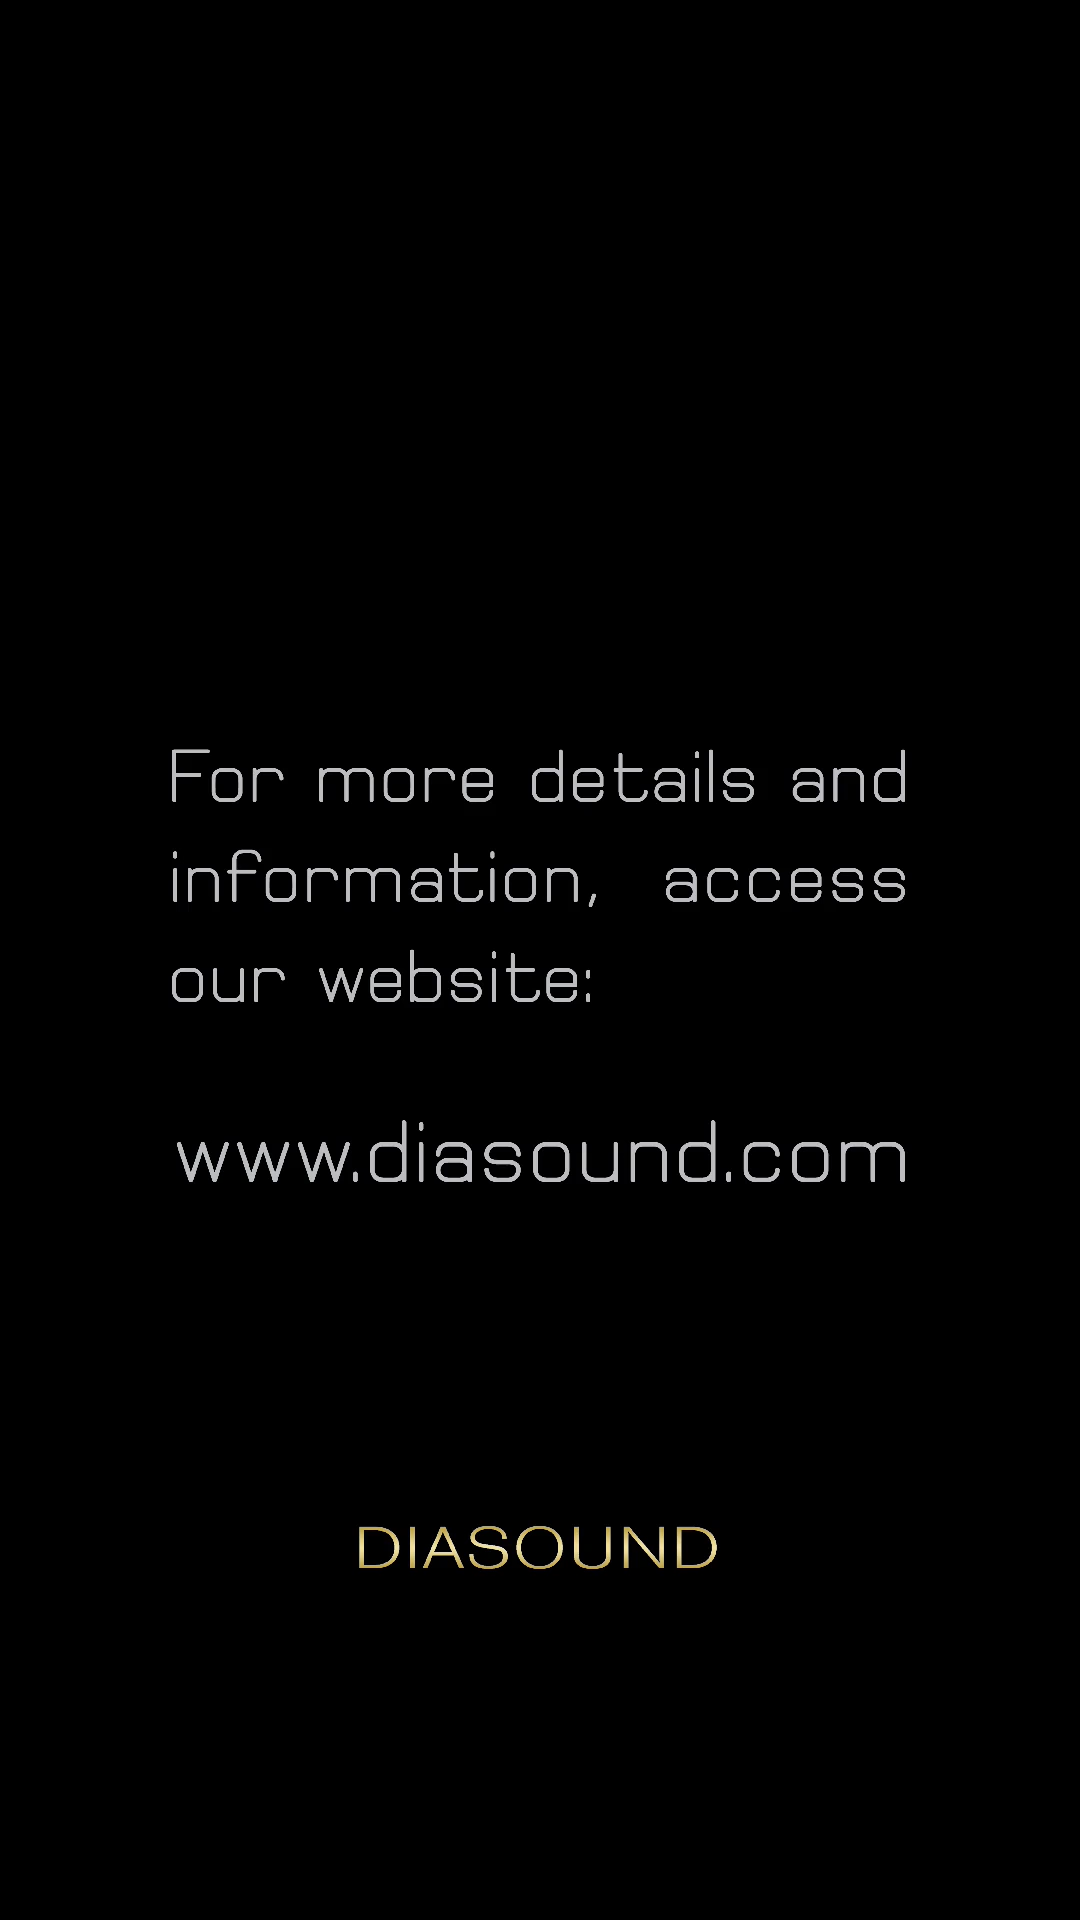 For more details and
information, access
our website:
www.diasound.com
DIASOUND